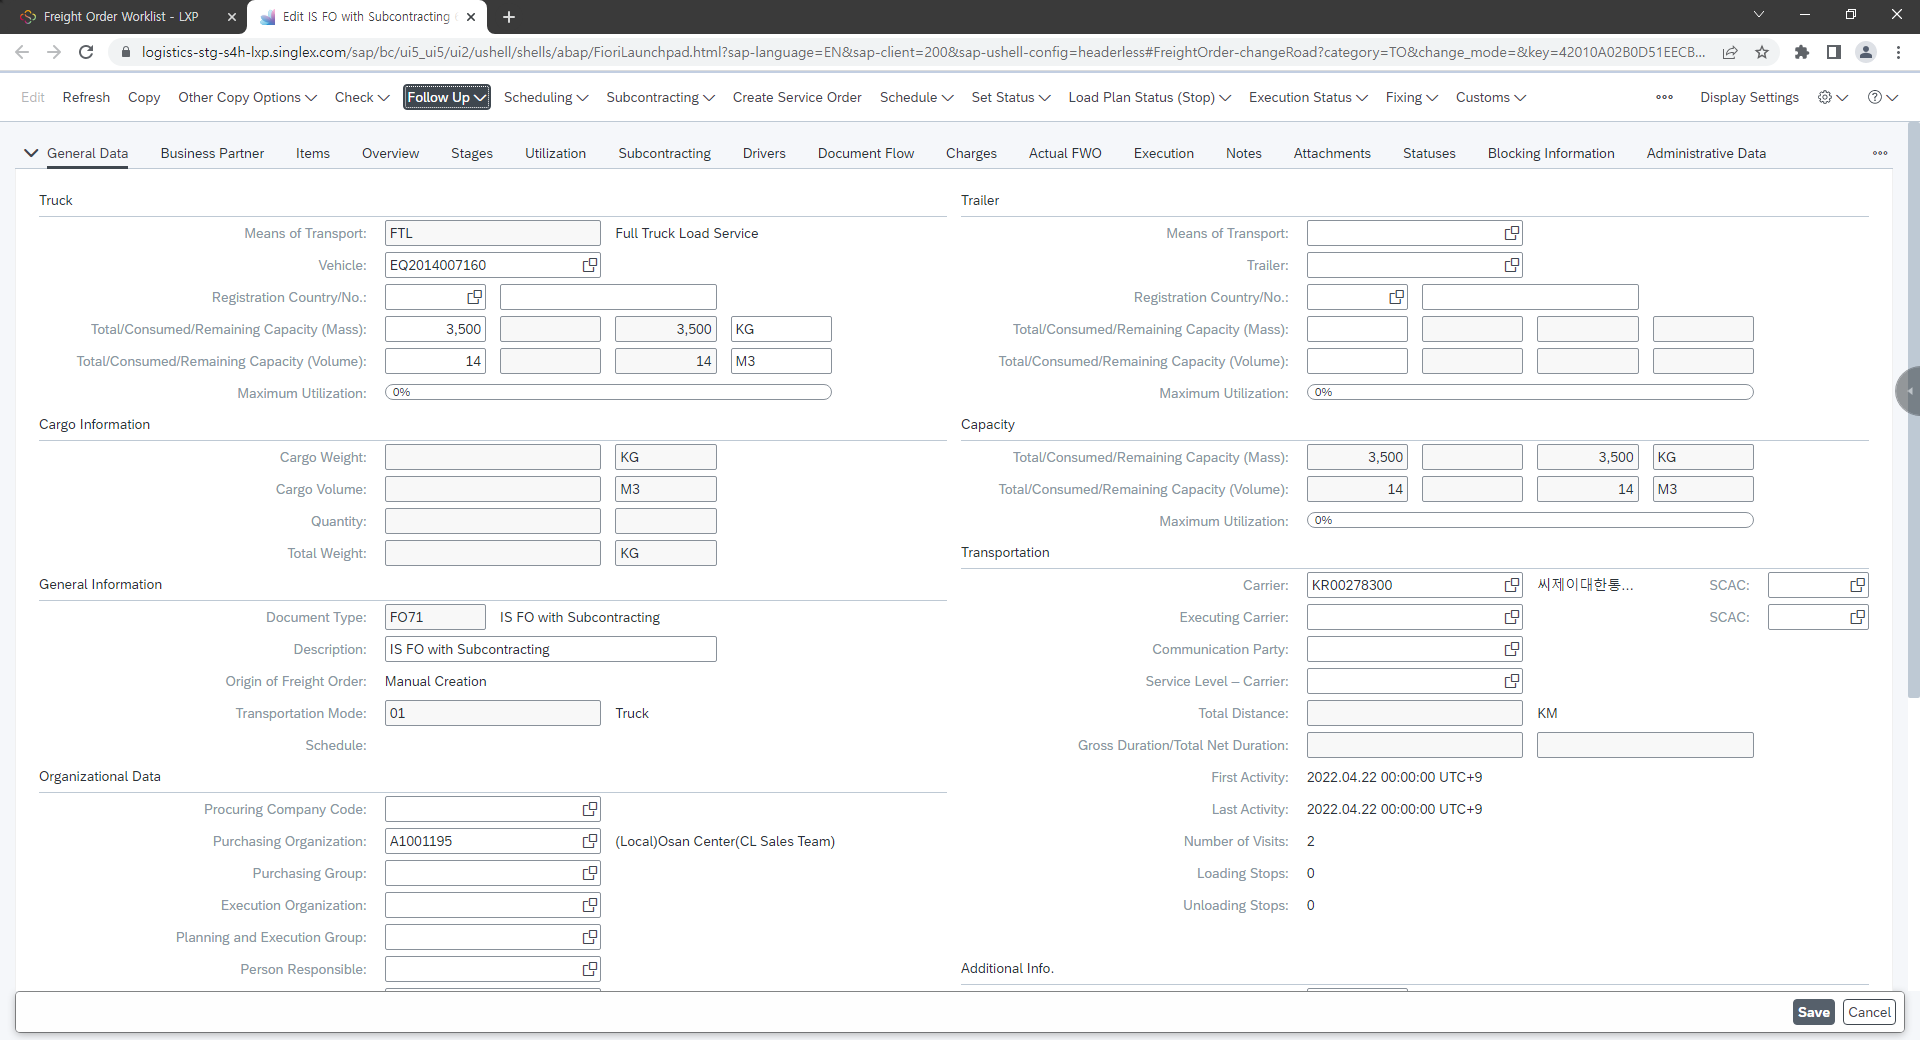 Freight Order Worklist - LXP
Edit IS FO with Subcontracting
logistics-stg-s4h-lxp.singlex.com/sap/bc/ui5_ui5/ui2/ushell/shells/abap/FioriLaunchpad.html?sap-language=EN&sap-client=200&sap-ushell-config=headerless#FreightOrder-changeRoad?category=TO&change_mode=&key=42010A02B0D51EECB...
Edit Refresh Copy Other Copy Options Check Follow Up Scheduling Subcontracting Create Service Order Schedule Set Status Load Plan Status (Stop) Execution Status Fixing Customs Display Settings
General Data Business Partner Items Overview Stages Utilization Subcontracting Drivers Document Flow Charges Actual FWO Execution Notes Attachments Statuses Blocking Information Administrative Data
Truck
Means of Transport: FTL Full Truck Load Service
Vehicle: EQ2014007160
Registration Country/No.:
Total/Consumed/Remaining Capacity (Mass): 3,500 3,500 KG
Total/Consumed/Remaining Capacity (Volume): 14 14 M3
Maximum Utilization: 0%
Cargo Information
Cargo Weight: KG
Cargo Volume: M3
Quantity:
Total Weight: KG
General Information
Document Type: FO71 IS FO with Subcontracting
Description: IS FO with Subcontracting
Origin of Freight Order: Manual Creation
Transportation Mode: 01 Truck
Schedule:
Organizational Data
Procuring Company Code:
Purchasing Organization: A1001195 (Local)Osan Center(CL Sales Team)
Purchasing Group:
Execution Organization:
Planning and Execution Group:
Person Responsible:
Trailer
Means of Transport:
Trailer:
Registration Country/No.:
Total/Consumed/Remaining Capacity (Mass):
Total/Consumed/Remaining Capacity (Volume):
Maximum Utilization: 0%
Capacity
Total/Consumed/Remaining Capacity (Mass): 3,500 3,500 KG
Total/Consumed/Remaining Capacity (Volume): 14 14 M3
Maximum Utilization: 0%
Transportation
Carrier: KR00278300 씨제이대한통... SCAC:
Executing Carrier: SCAC:
Communication Party:
Service Level – Carrier:
Total Distance: KM
Gross Duration/Total Net Duration:
First Activity: 2022.04.22 00:00:00 UTC+9
Last Activity: 2022.04.22 00:00:00 UTC+9
Number of Visits: 2
Loading Stops: 0
Unloading Stops: 0
Additional Info.
Save Cancel